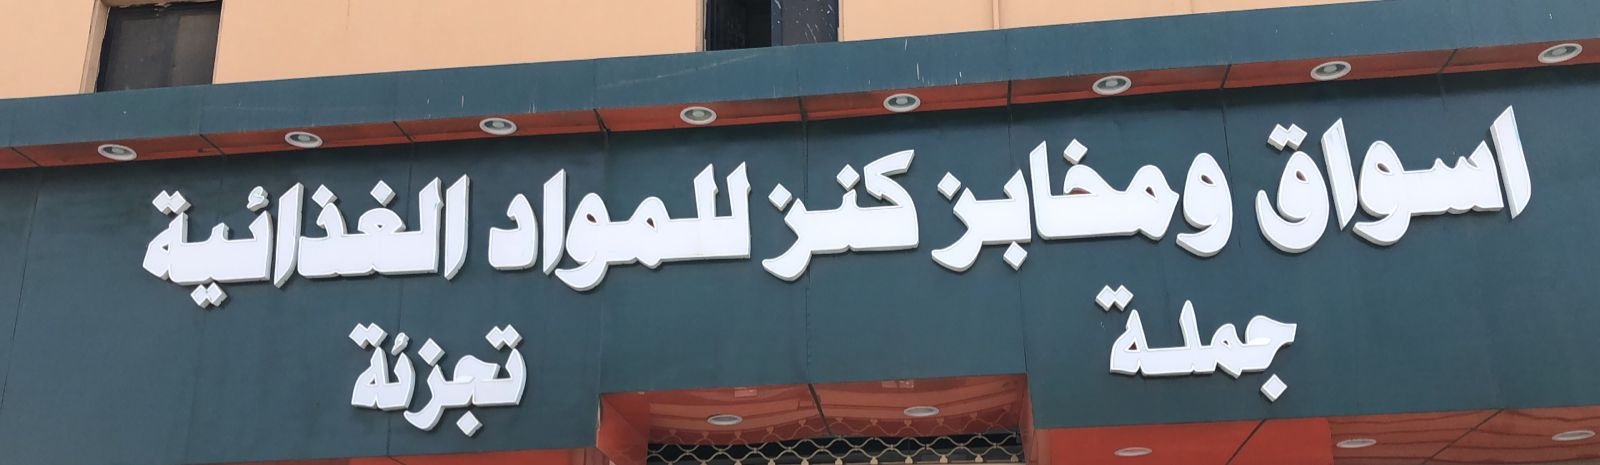 اسواق ومخابز كنز للمواد الغذائية
جملة تجزئة